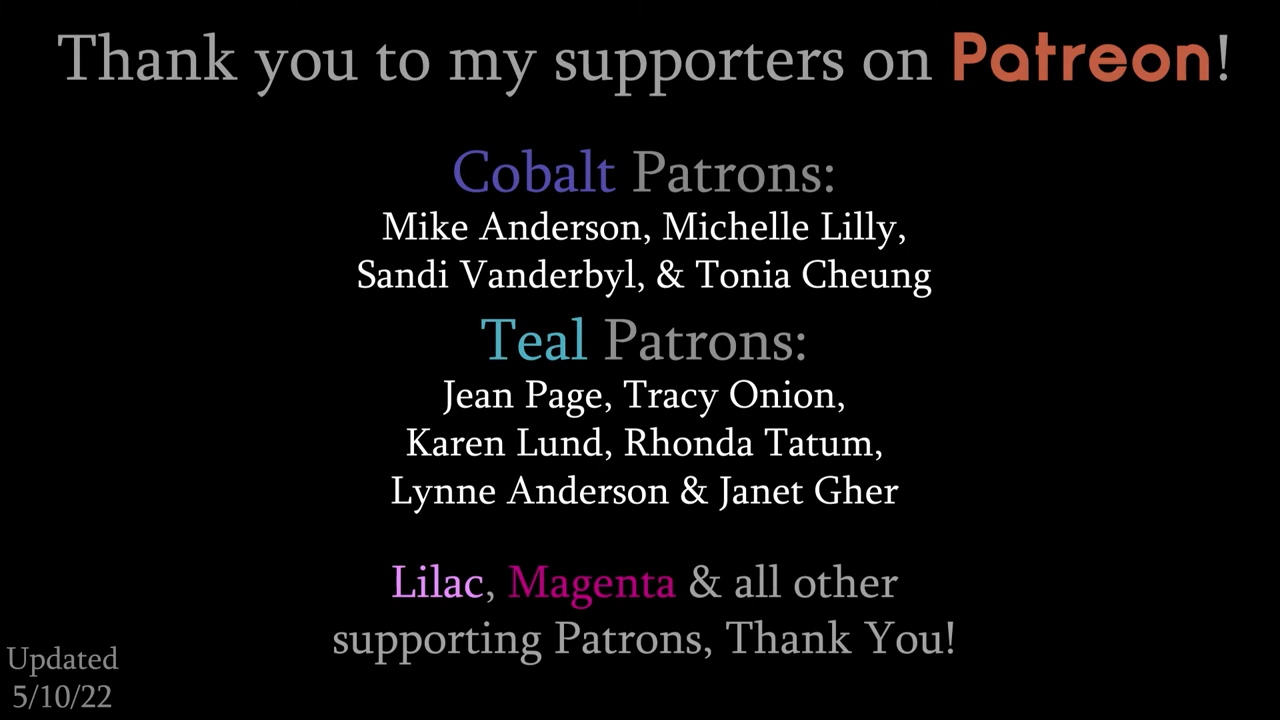 Thank you to my supporters on Patreon!
Cobalt Patrons:
Mike Anderson, Michelle Lilly,
Sandi Vanderbyl, & Tonia Cheung
Teal Patrons:
Jean Page, Tracy Onion,
Karen Lund, Rhonda Tatum,
Lynne Anderson & Janet Gher
Lilac, Magenta & all other
supporting Patrons, Thank You!
Updated
5/10/22